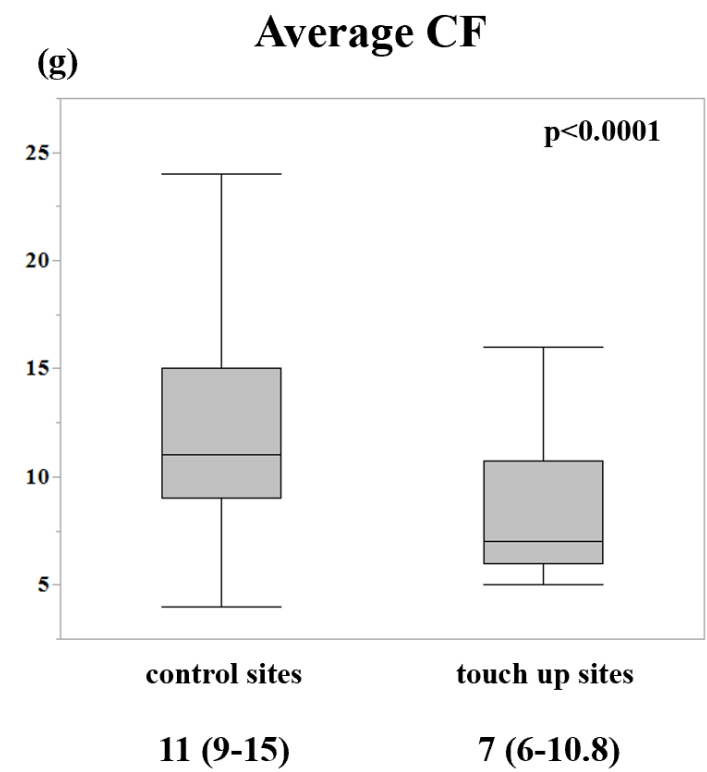 Average CF
(g)
p<0.0001
25
20
15
10
5
control sites
touch up sites
11 (9-15)
7 (6-10.8)